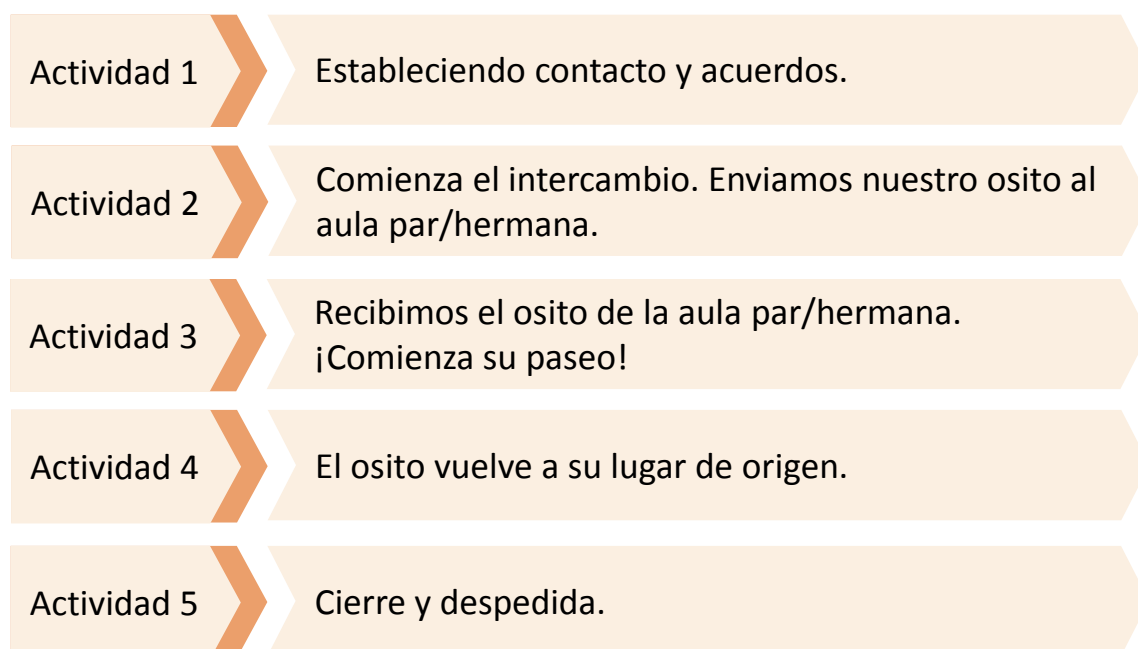 Actividad 1
Estableciendo contacto y acuerdos.
Actividad 2
Comienza el intercambio. Enviamos nuestro osito al
aula par/hermana.
Actividad 3
Recibimos el osito de la aula par/hermana.
¡Comienza su paseo!
Actividad 4
El osito vuelve a su lugar de origen.
Actividad 5
Cierre y despedida.